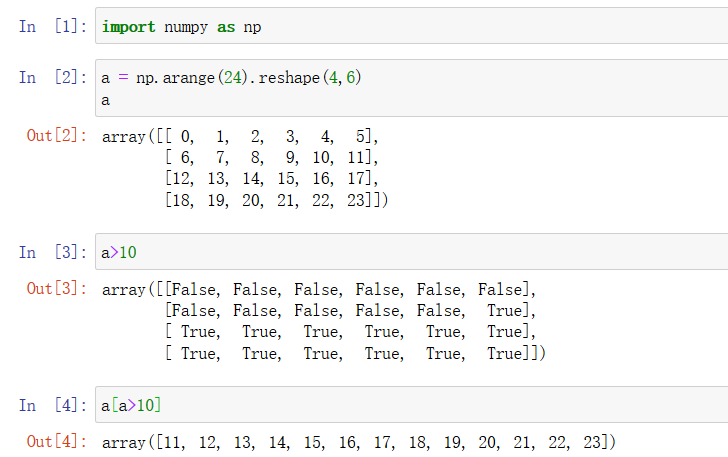 In [1]: import numpy as np
In [2]: a = np.arange(24).reshape(4,6)
a
Out[2]: array([[ 0,  1,  2,  3,  4,  5],
[ 6,  7,  8,  9, 10, 11],
[12, 13, 14, 15, 16, 17],
[18, 19, 20, 21, 22, 23]])
In [3]: a>10
Out[3]: array([[False, False, False, False, False, False],
[False, False, False, False, False,  True],
[ True,  True,  True,  True,  True,  True],
[ True,  True,  True,  True,  True,  True]])
In [4]: a[a>10]
Out[4]: array([11, 12, 13, 14, 15, 16, 17, 18, 19, 20, 21, 22, 23])